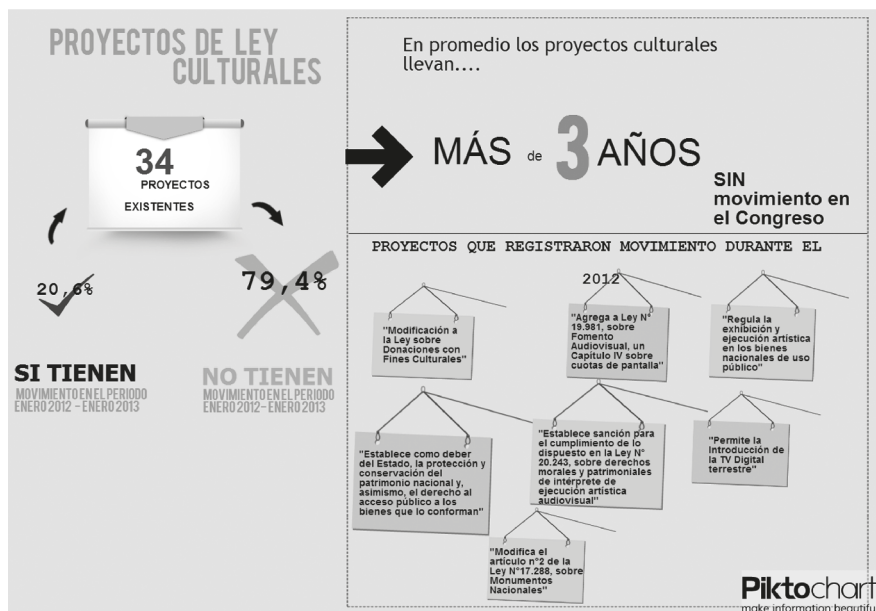 PROYECTOS DE LEY
CULTURALES
34
PROYECTOS
EXISTENTES
20,6%
79,4%
SI TIENEN
MOVIMIENTO EN EL PERIODO
ENERO 2012 - ENERO 2013
NO TIENEN
MOVIMIENTO EN EL PERIODO
ENERO 2012- ENERO 2013
En promedio los proyectos culturales
llevan....
MÁS de 3 AÑOS
SIN
movimiento en
el Congreso
PROYECTOS QUE REGISTRARON MOVIMIENTO DURANTE EL
2012
"Modificación a
la Ley sobre
Donaciones con
Fines Culturales"
"Agrega a Ley N°
19.981, sobre
Fomento
Audiovisual, un
Capítulo IV sobre
cuotas de pantalla"
"Regula la
exhibición y
ejecución artística
en los bienes
nacionales de uso
público"
"Establece como deber
del Estado, la protección y
conservación del
patrimonio nacional y,
asimismo, el derecho al
acceso público a los
bienes que lo conforman"
"Establece sanción para
el cumplimiento de lo
dispuesto en la Ley N°
20.243, sobre derechos
morales y patrimoniales
de intérprete de
ejecución artística
audiovisual"
"Permite la
Introducción de
la TV Digital
terrestre"
"Modifica el
artículo n°2 de la
Ley N°17.288, sobre
Monumentos
Nacionales"
Piktochart
make information beautiful